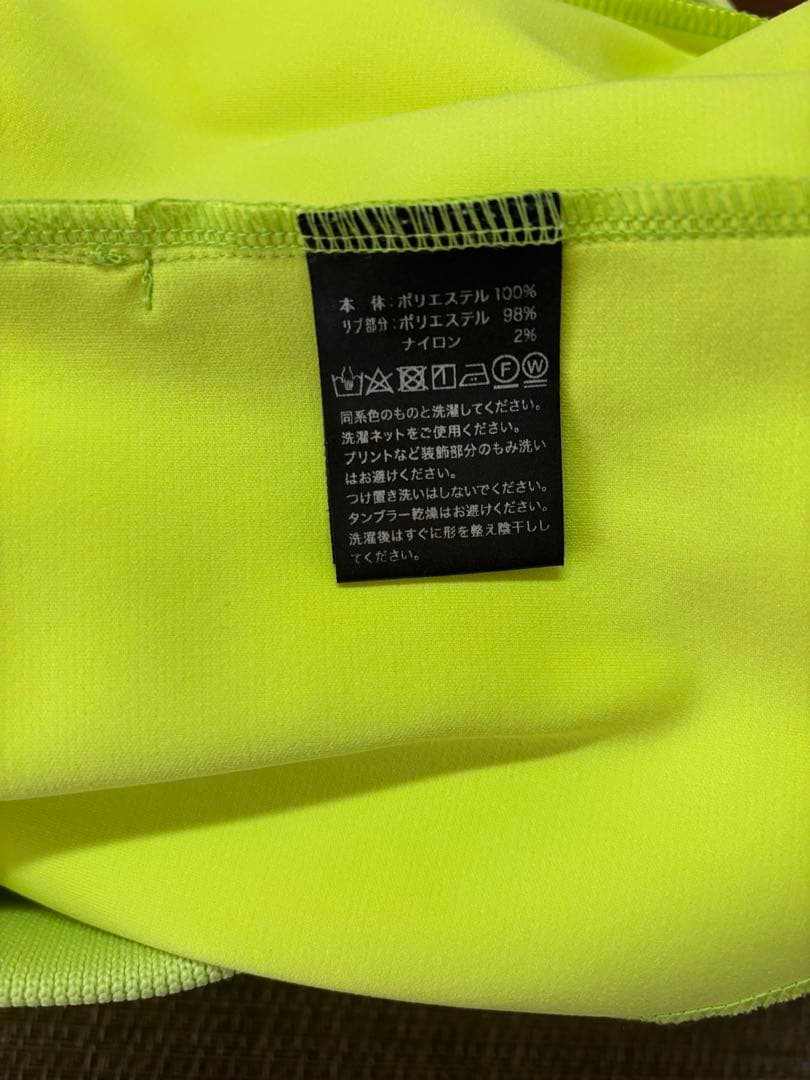 本 体:ポリエステル 100%
リブ部分:ポリエステル 98%
ナイロン 2%
F W
同系色のものと洗濯してください。
洗濯ネットをご使用ください。
プリントなど装飾部分のもみ洗い
はお避けください。
つけ置き洗いはしないでください。
タンブラー乾燥はお避けください。
洗濯後はすぐに形を整え陰干しし
てください。